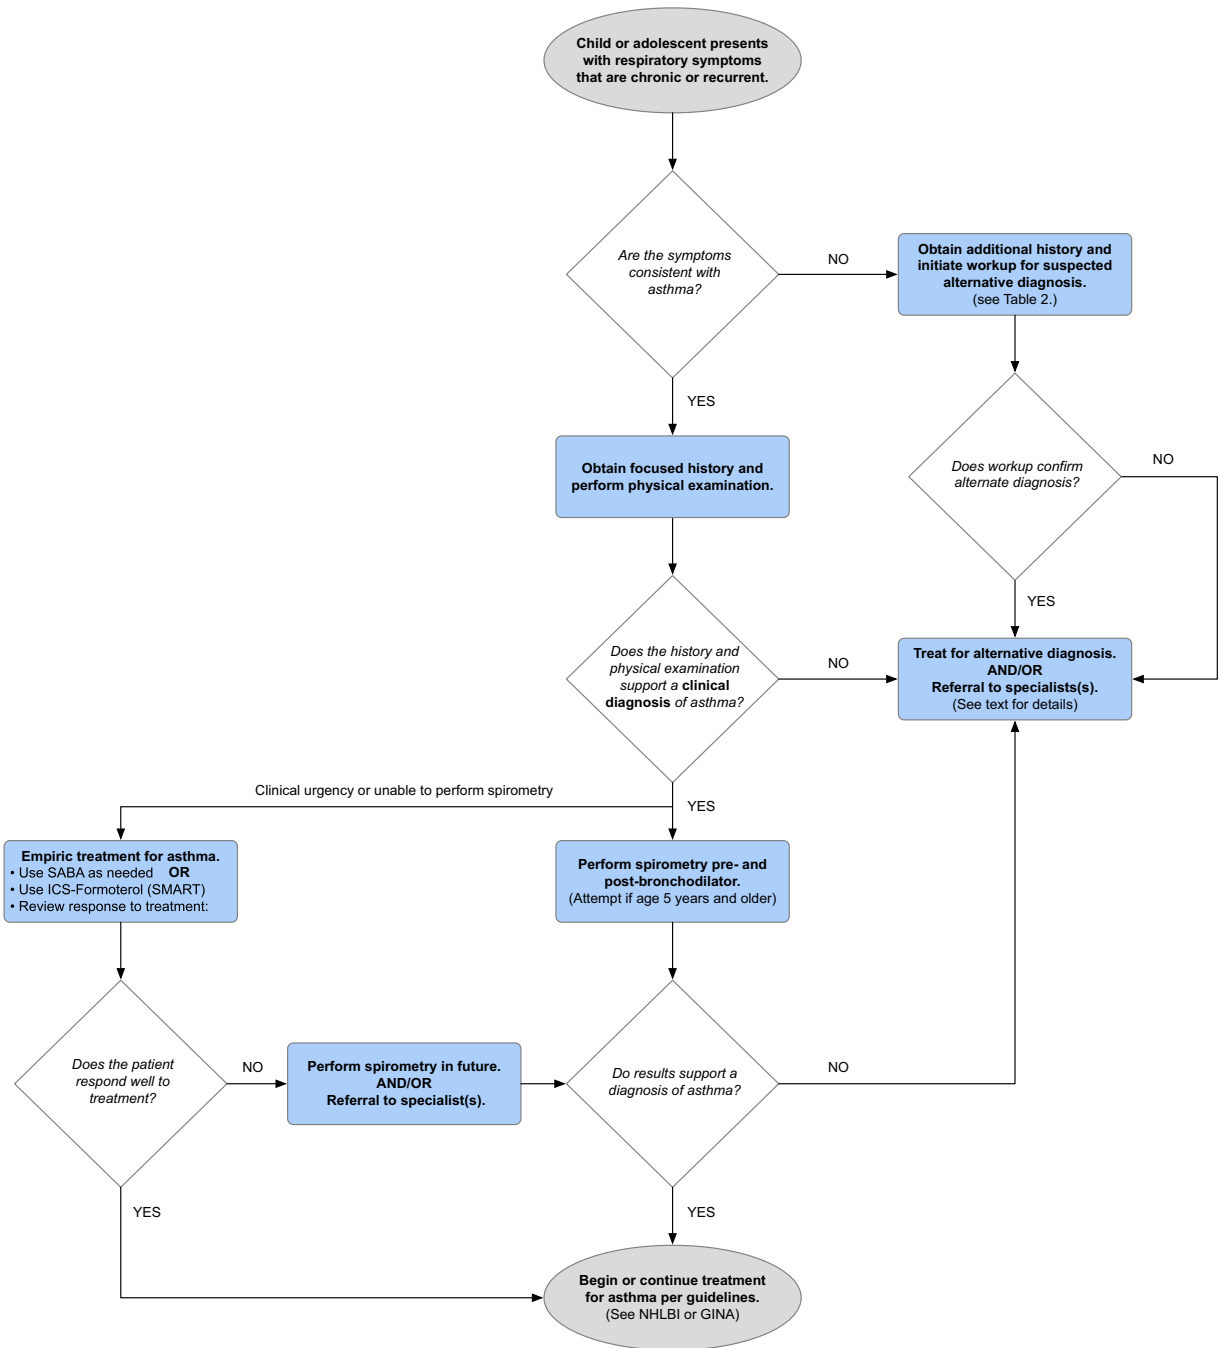 Child or adolescent presents
with respiratory symptoms
that are chronic or recurrent.
Are the symptoms
consistent with
asthma?
NO
Obtain additional history and
initiate workup for suspected
alternative diagnosis.
(see Table 2.)
YES
Obtain focused history and
perform physical examination.
Does workup confirm
alternate diagnosis?
NO
YES
Does the history and
physical examination
support a clinical
diagnosis of asthma?
NO
Treat for alternative diagnosis.
AND/OR
Referral to specialists(s).
(See text for details)
Clinical urgency or unable to perform spirometry
YES
Empiric treatment for asthma.
• Use SABA as needed OR
• Use ICS-Formoterol (SMART)
• Review response to treatment:
Perform spirometry pre- and
post-bronchodilator.
(Attempt if age 5 years and older)
Does the patient
respond well to
treatment?
NO
Perform spirometry in future.
AND/OR
Referral to specialist(s).
Do results support a
diagnosis of asthma?
NO
YES
YES
Begin or continue treatment
for asthma per guidelines.
(See NHLBI or GINA)